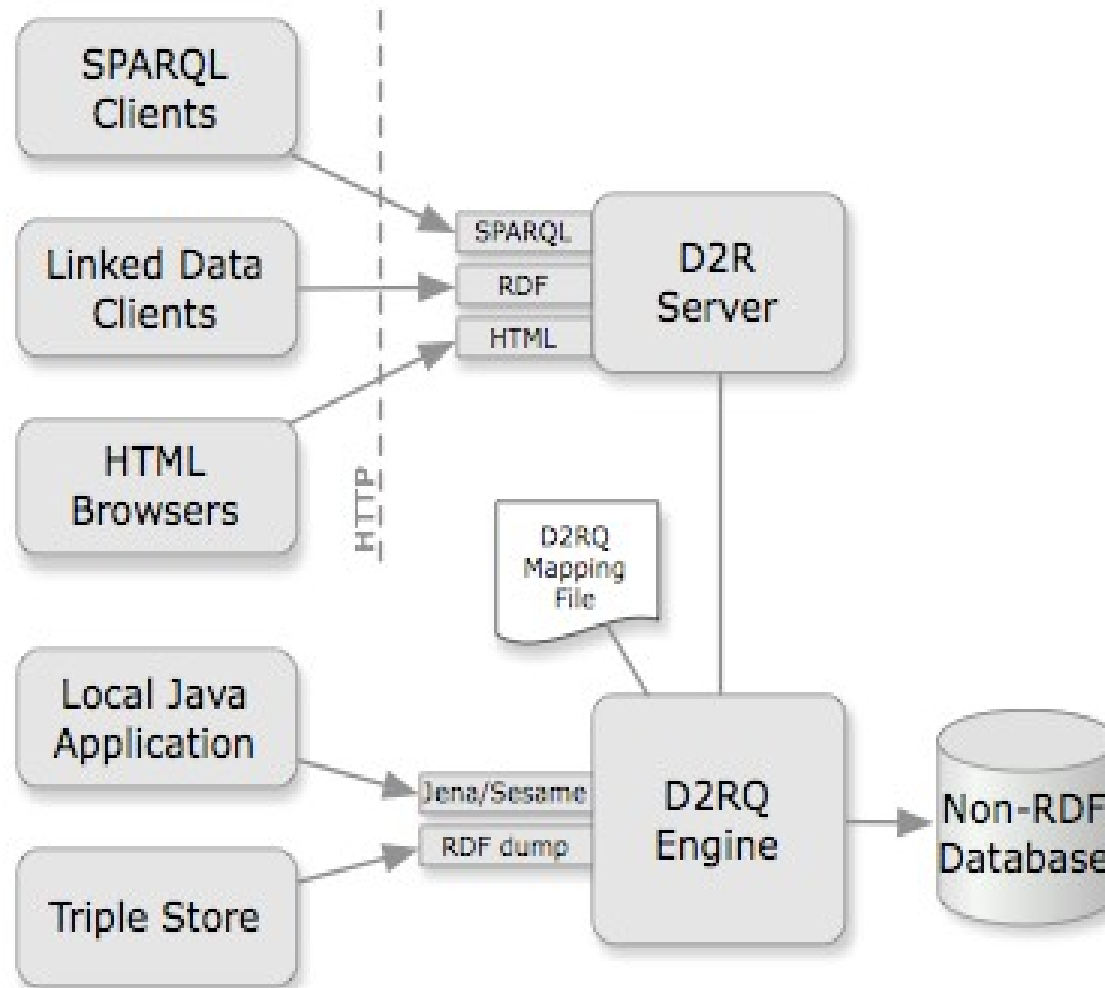 SPARQL
Clients
Linked Data
Clients
HTML
Browsers
HTTP
SPARQL
RDF
HTML
D2R
Server
D2RQ
Mapping
File
Local Java
Application
Triple Store
Jena/Sesame
RDF dump
D2RQ
Engine
Non-RDF
Database